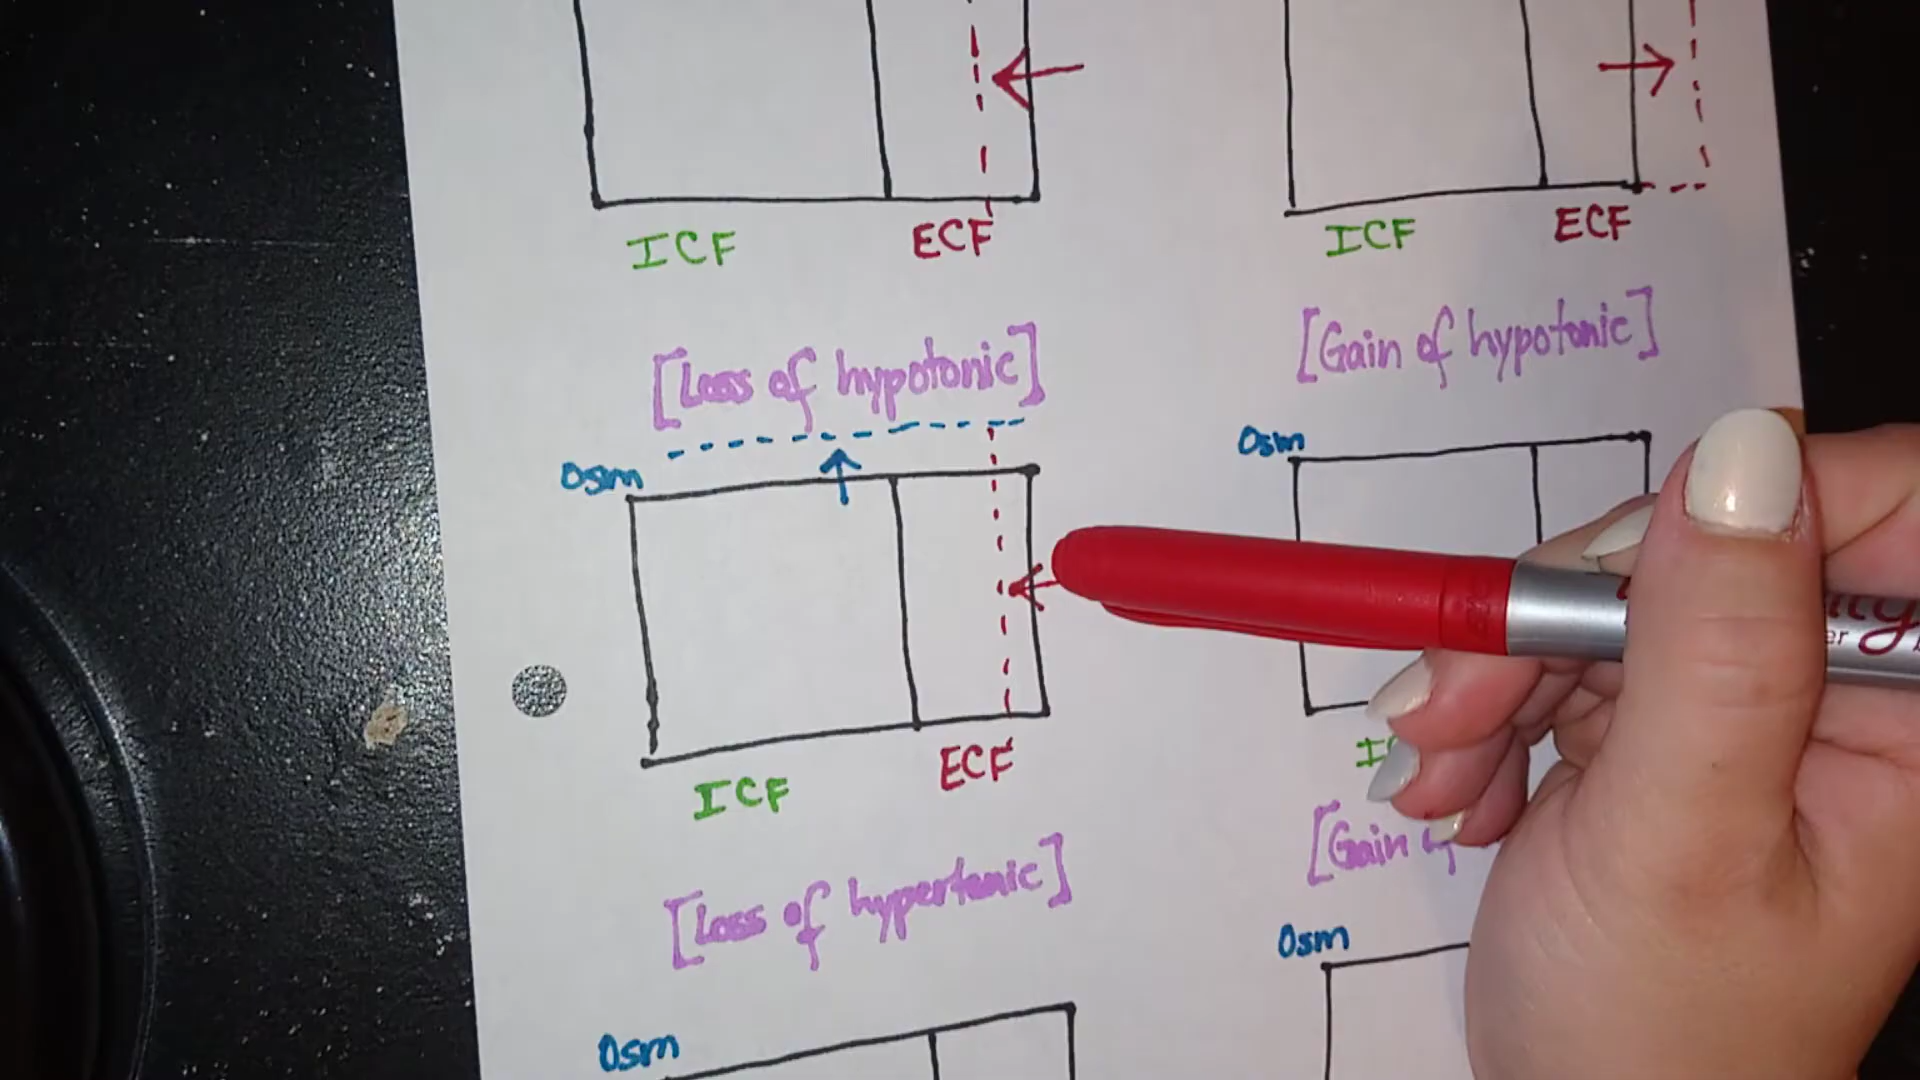 ICF ECF
ICF ECF
[Loss of hypotonic]
[Gain of hypotonic]
Osm
Osm
ICF ECF
[Loss of hypertonic]
[Gain of
Osm
Osm